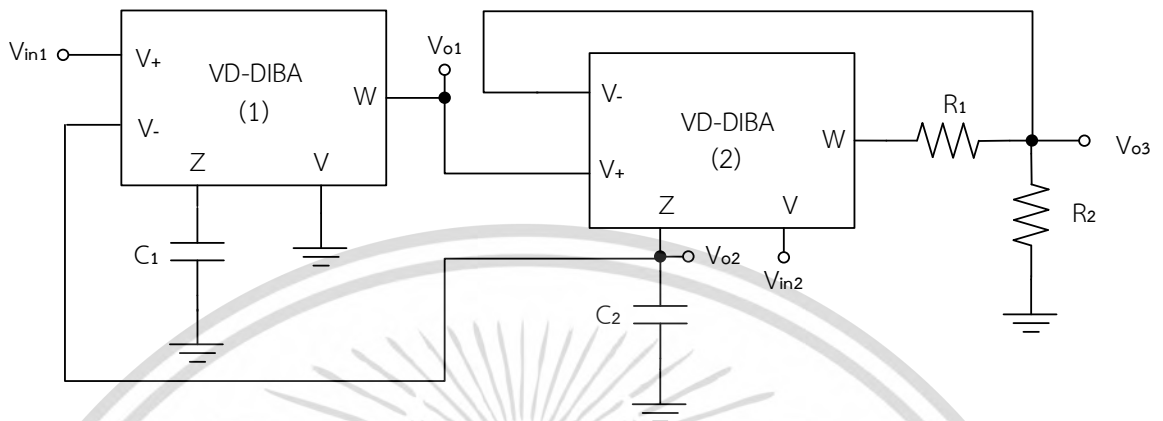 Vin1
V+
V-
VD-DIBA
(1)
W
Z
V
C1
Vo1
V-
V+
VD-DIBA
(2)
W
Z
V
Vo2
Vin2
C2
R1
Vo3
R2